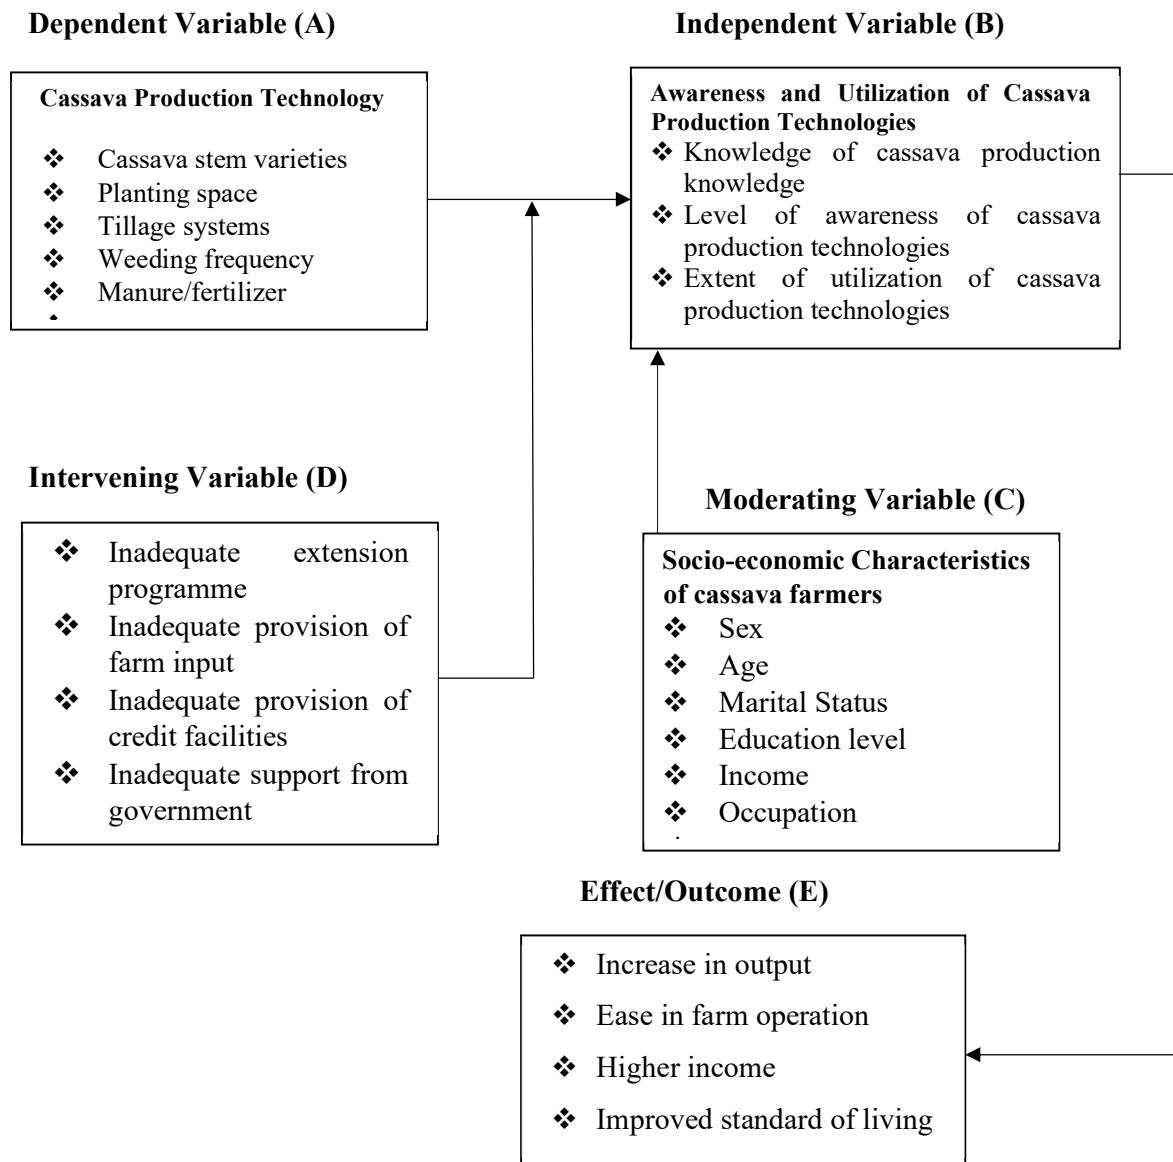 Dependent Variable (A)
Cassava Production Technology
❖ Cassava stem varieties
❖ Planting space
❖ Tillage systems
❖ Weeding frequency
❖ Manure/fertilizer
Independent Variable (B)
Awareness and Utilization of Cassava
Production Technologies
❖ Knowledge of cassava production
knowledge
❖ Level of awareness of cassava
production technologies
❖ Extent of utilization of cassava
production technologies
Intervening Variable (D)
❖ Inadequate extension
programme
❖ Inadequate provision of
farm input
❖ Inadequate provision of
credit facilities
❖ Inadequate support from
government
Moderating Variable (C)
Socio-economic Characteristics
of cassava farmers
❖ Sex
❖ Age
❖ Marital Status
❖ Education level
❖ Income
❖ Occupation
Effect/Outcome (E)
❖ Increase in output
❖ Ease in farm operation
❖ Higher income
❖ Improved standard of living